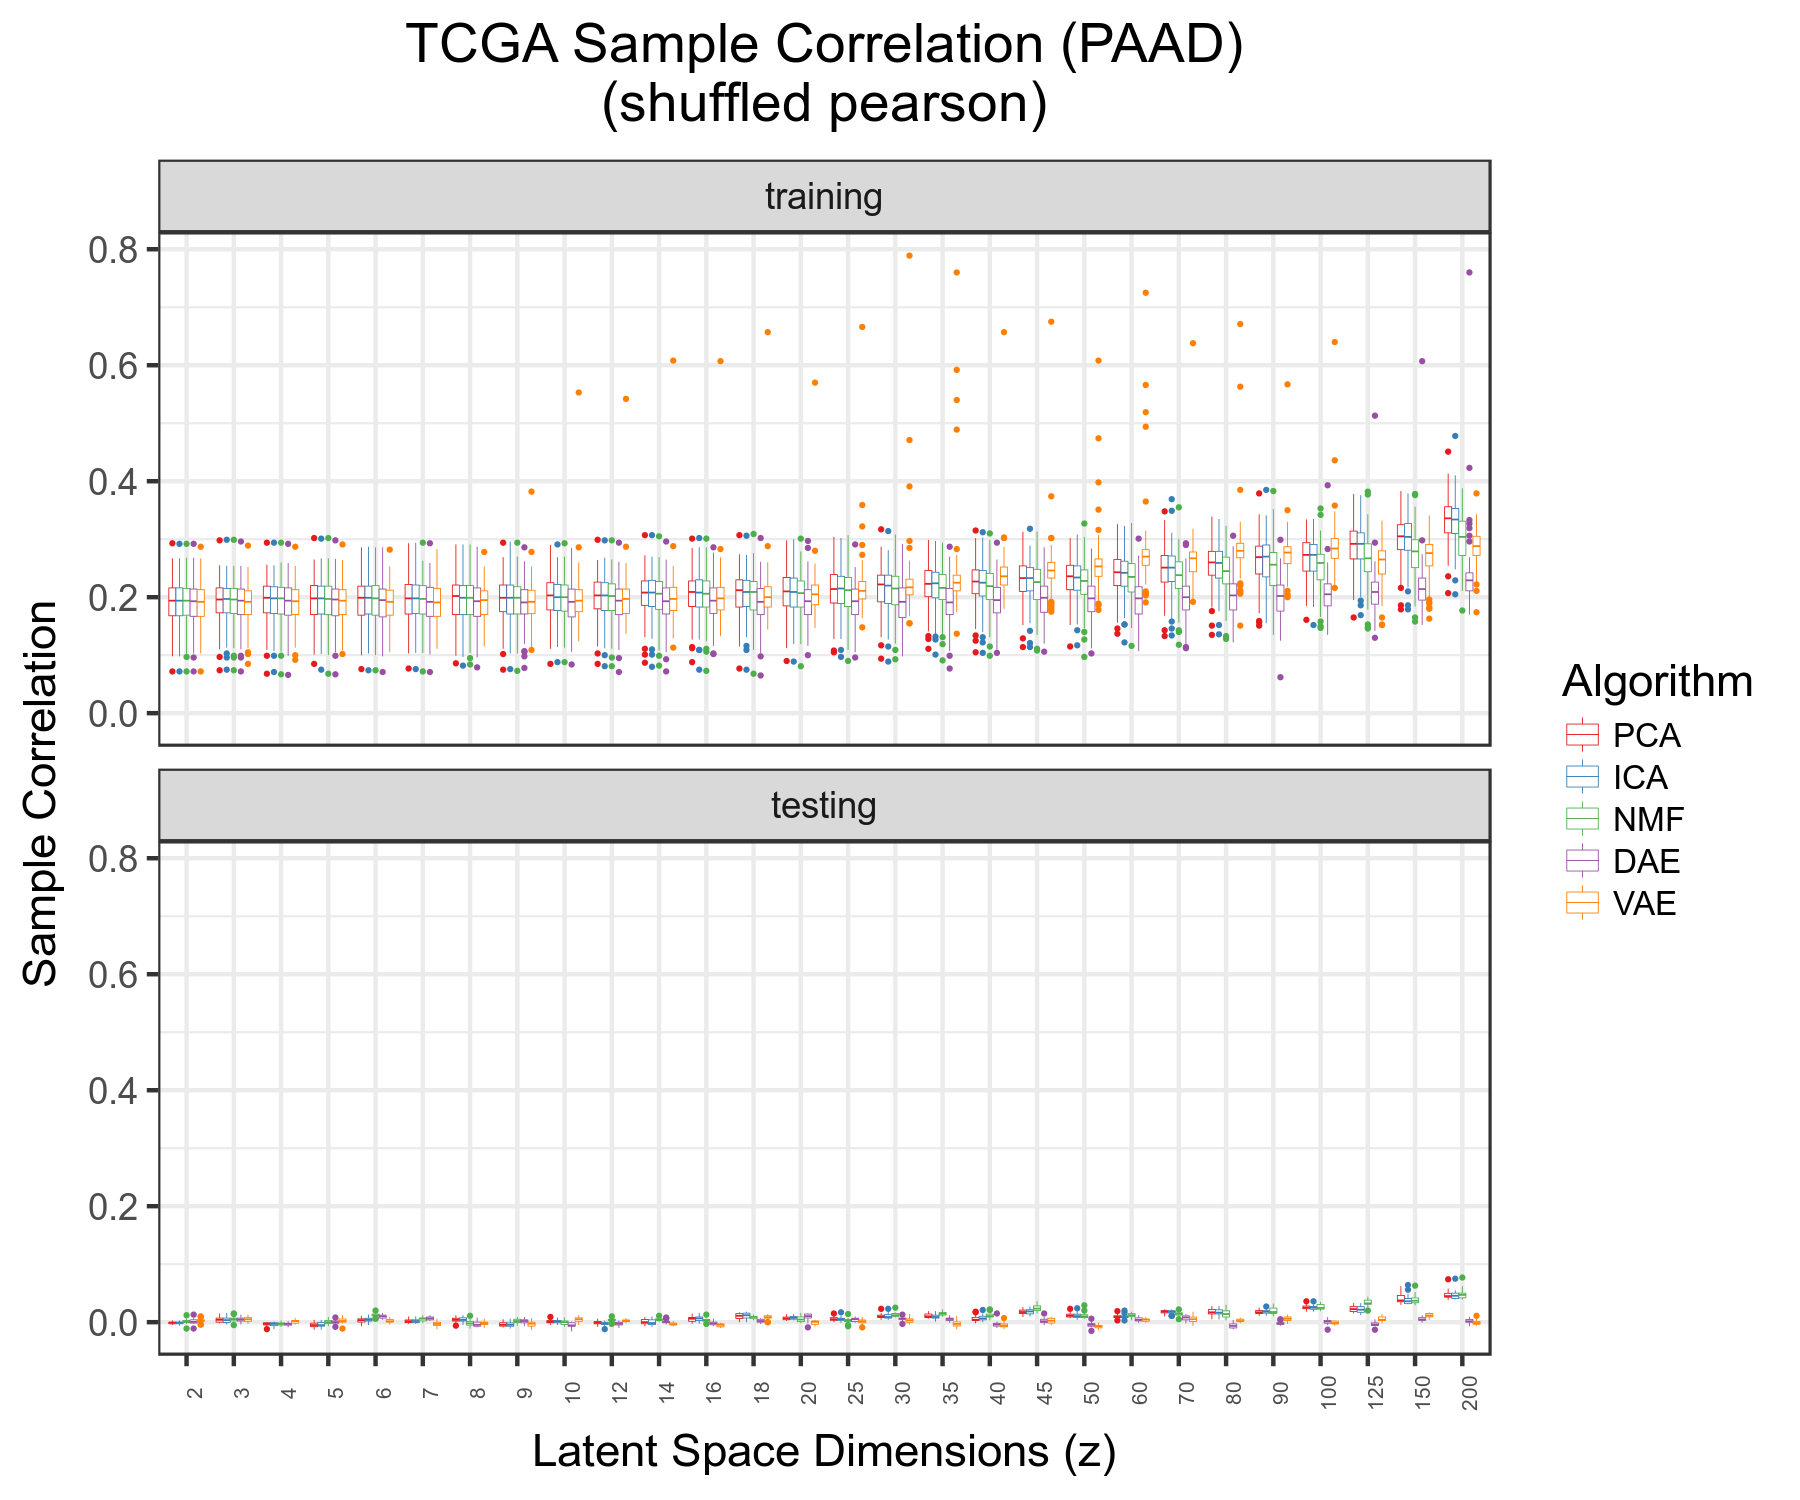 TCGA Sample Correlation (PAAD)
(shuffled pearson)
training
0.8
0.6
0.4
0.2
0.0
testing
0.8
0.6
0.4
0.2
0.0
Sample Correlation
2 3 4 5 6 7 8 9 10 12 14 16 18 20 25 30 35 40 45 50 60 70 80 90 100 125 150 200
Latent Space Dimensions (z)
Algorithm
PCA
ICA
NMF
DAE
VAE